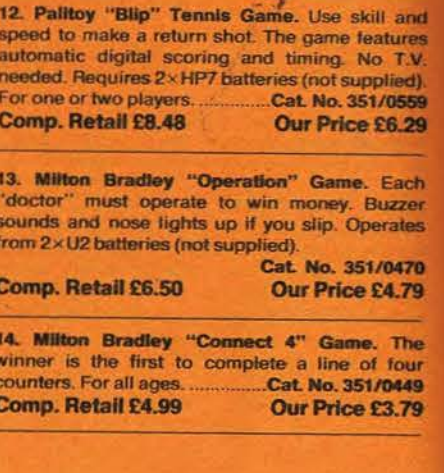 12. Palitoy "Blip" Tennis Game. Use skill and
speed to make a return shot. The game features
automatic digital scoring and timing. No T.V.
needed. Requires 2×HP7 batteries (not supplied).
For one or two players. ............Cat. No. 351/0559
Comp. Retail £8.48 Our Price £6.29
13. Milton Bradley "Operation" Game. Each
"doctor" must operate to win money. Buzzer
sounds and nose lights up if you slip. Operates
from 2×U2 batteries (not supplied).
Cat. No. 351/0470
Comp. Retail £6.50 Our Price £4.79
14. Milton Bradley "Connect 4" Game. The
winner is the first to complete a line of four
counters. For all ages. .............Cat. No. 351/0449
Comp. Retail £4.99 Our Price £3.79